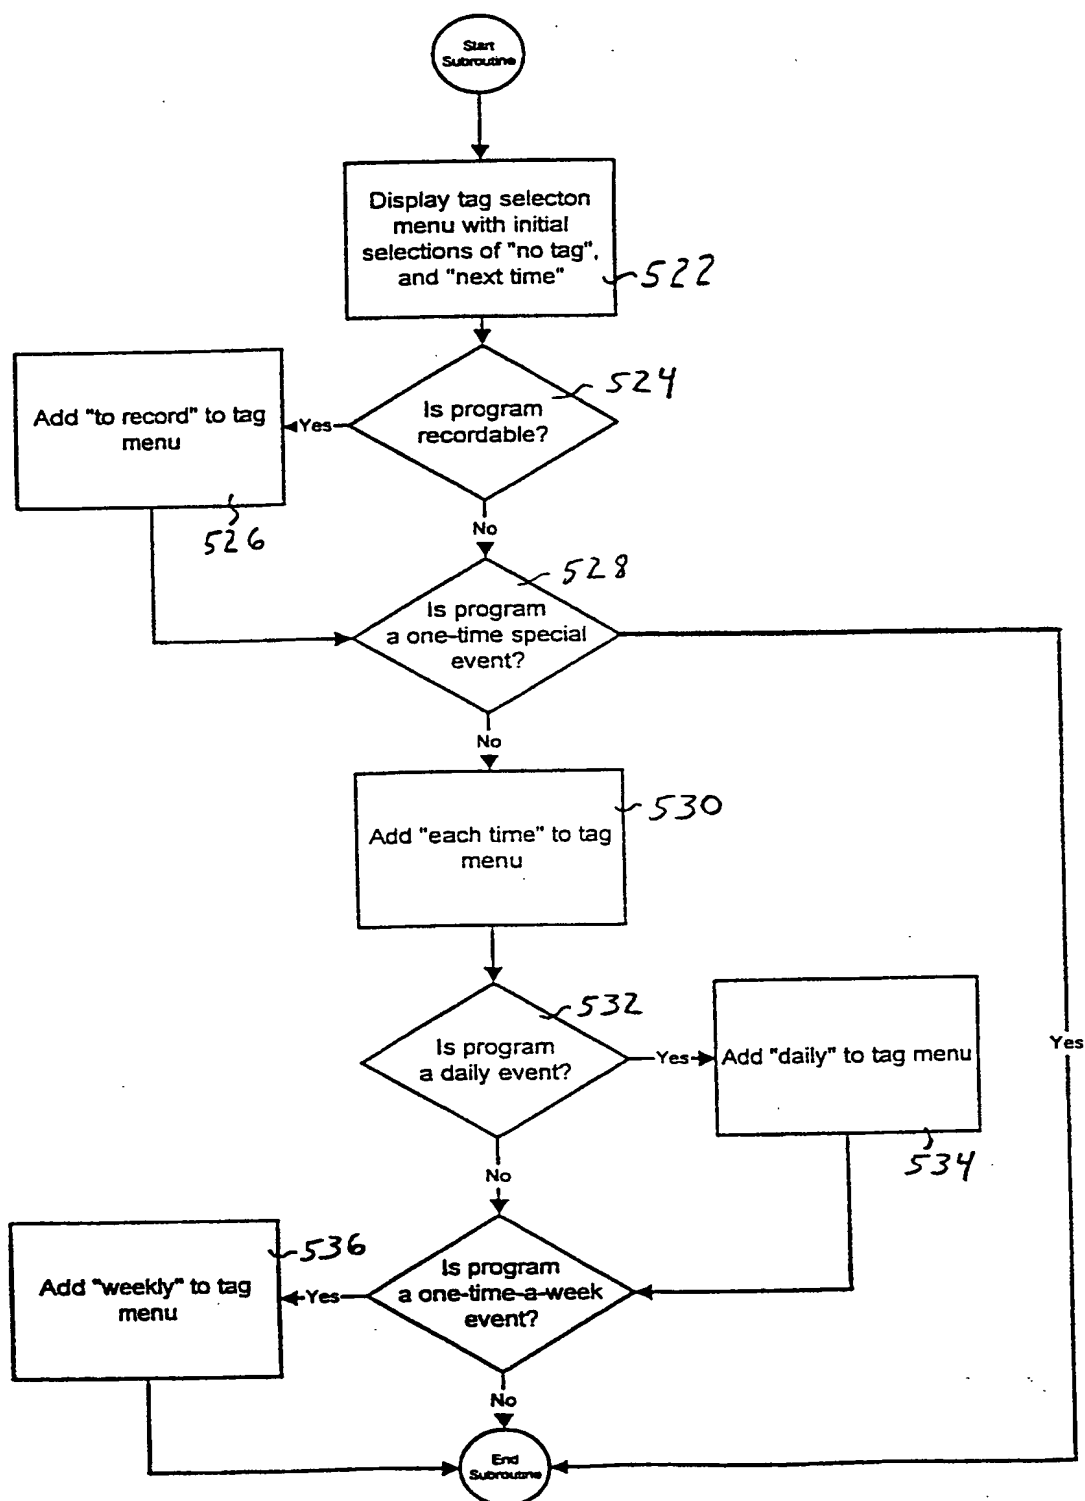 Start
Subroutine
Display tag selecton
menu with initial
selections of "no tag",
and "next time"
522
524
Is program
recordable?
Yes
Add "to record" to tag
menu
526
No
528
Is program
a one-time special
event?
No
530
Add "each time" to tag
menu
532
Is program
a daily event?
Yes
Add "daily" to tag menu
Yes
534
No
536
Is program
a one-time-a-week
event?
Yes
Add "weekly" to tag
menu
No
End
Subroutine